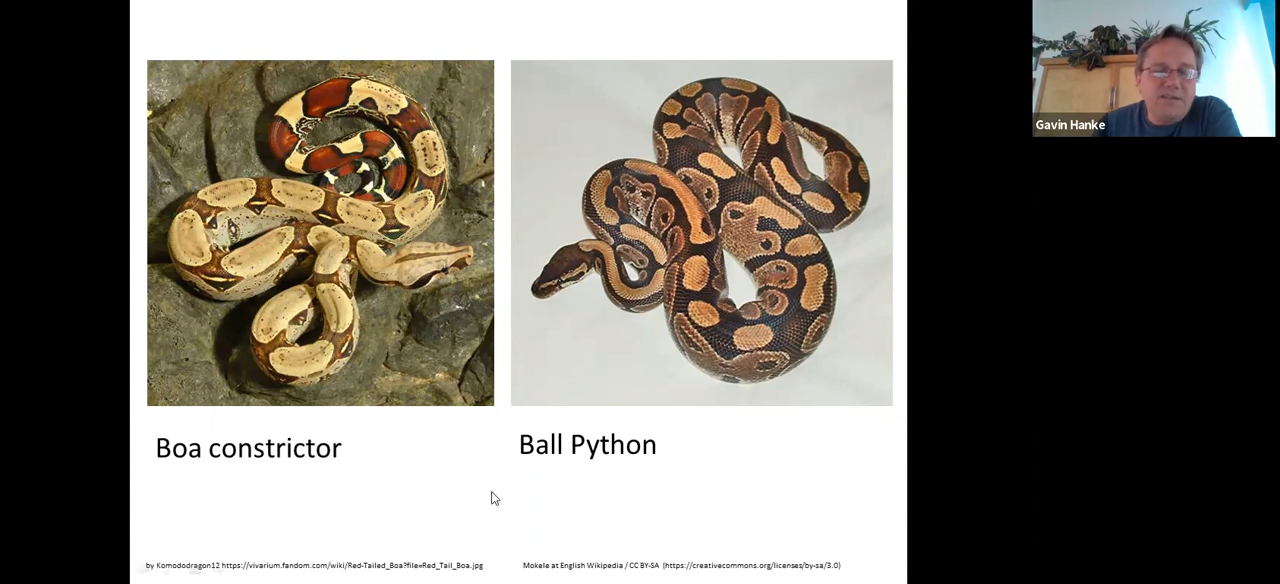 Gavin Hanke
Boa constrictor
Ball Python
by Komododragon12 https://vivarium.fandom.com/wiki/Red-Tailed_Boa?file=Red_Tail_Boa.jpg
Mokele at English Wikipedia / CC BY-SA (https://creativecommons.org/licenses/by-sa/3.0)